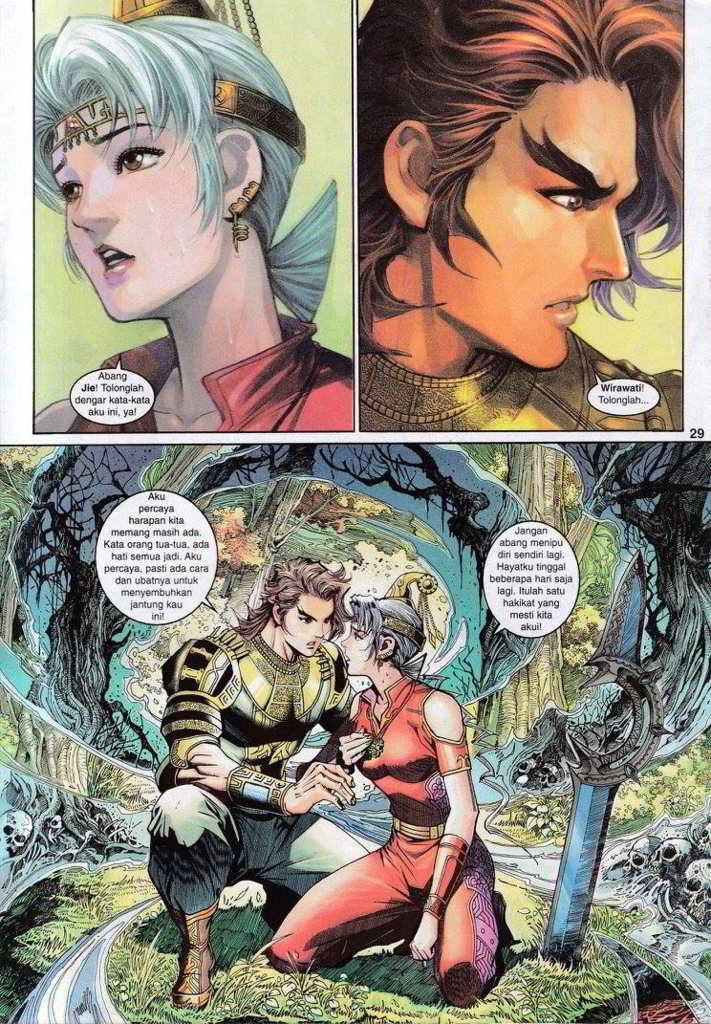 Abang
Jie! Tolonglah
dengar kata-kata
aku ini, ya!
Wirawati!
Tolonglah...
29
Aku
percaya
harapan kita
memang masih ada.
Kata orang tua-tua, ada
hati semua jadi. Aku
percaya, pasti ada cara
dan ubatnya untuk
menyembuhkan
jantung kau
ini!
Jangan
abang menipu
diri sendiri lagi.
Hayatku tinggal
beberapa hari saja
lagi. Itulah satu
hakikat yang
mesti kita
akui!